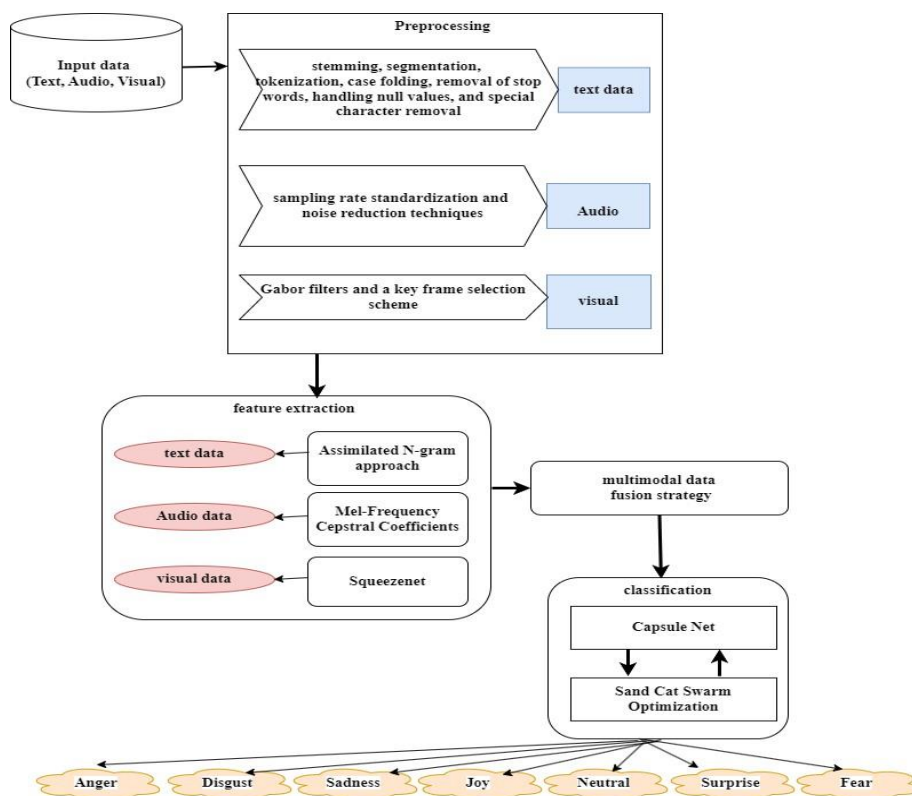 Preprocessing
Input data
(Text, Audio, Visual)
stemming, segmentation,
tokenization, case folding, removal of stop
words, handling null values, and special
character removal
text data
sampling rate standardization and
noise reduction techniques
Audio
Gabor filters and a key frame selection
scheme
visual
feature extraction
text data
Assimilated N-gram
approach
Audio data
Mel-Frequency
Cepstral Coefficients
visual data
Squeezenet
multimodal data
fusion strategy
classification
Capsule Net
Sand Cat Swarm
Optimization
Anger
Disgust
Sadness
Joy
Neutral
Surprise
Fear